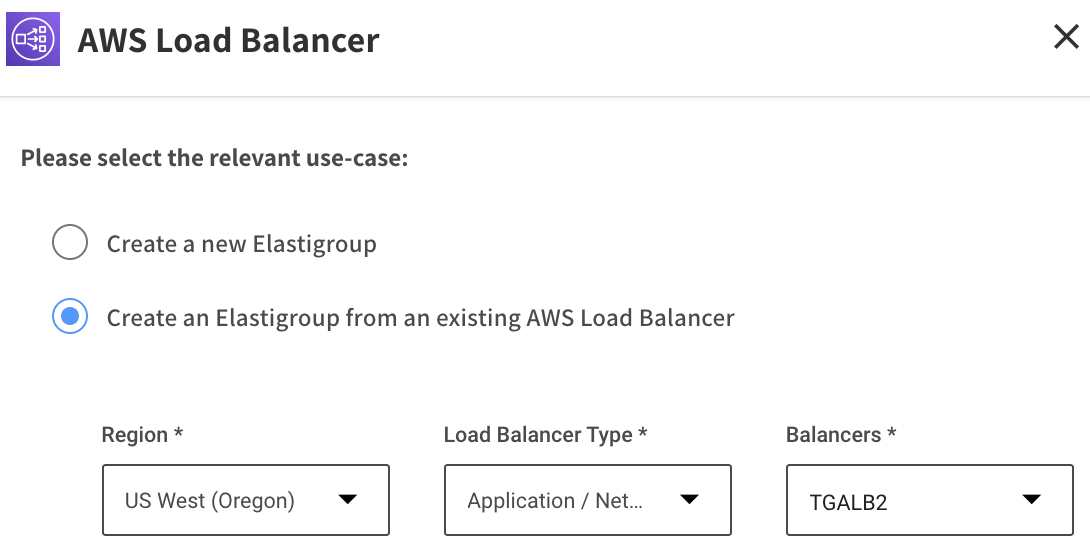 AWS Load Balancer
Please select the relevant use-case:
Create a new Elastigroup
Create an Elastigroup from an existing AWS Load Balancer
Region * Load Balancer Type * Balancers *
US West (Oregon) Application / Net... TGALB2